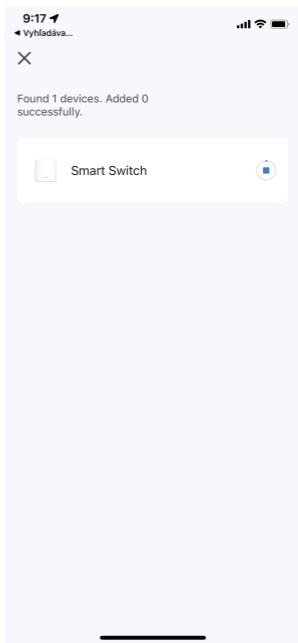 9:17
◀ Vyhľadáva...
Found 1 devices. Added 0
successfully.
Smart Switch